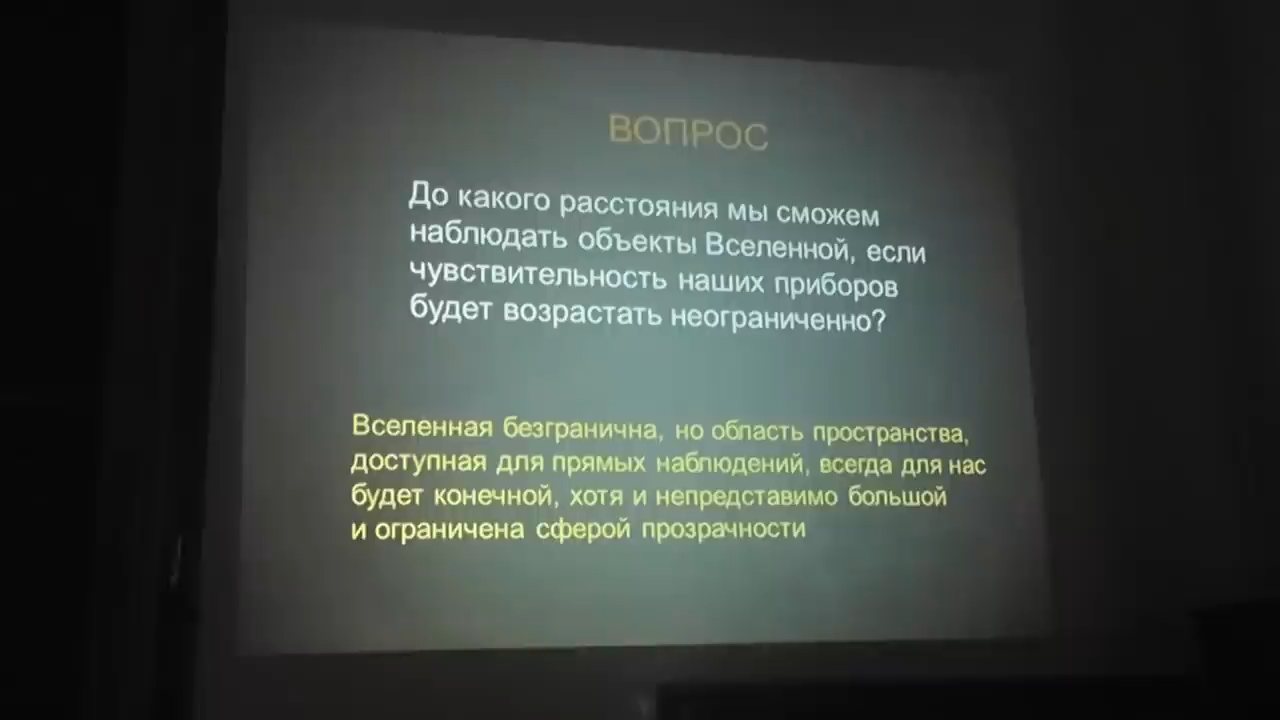 ВОПРОС
До какого расстояния мы сможем
наблюдать объекты Вселенной, если
чувствительность наших приборов
будет возрастать неограниченно?
Вселенная безгранична, но область пространства,
доступная для прямых наблюдений, всегда для нас
будет конечной, хотя и непредставимо большой
и ограничена сферой прозрачности